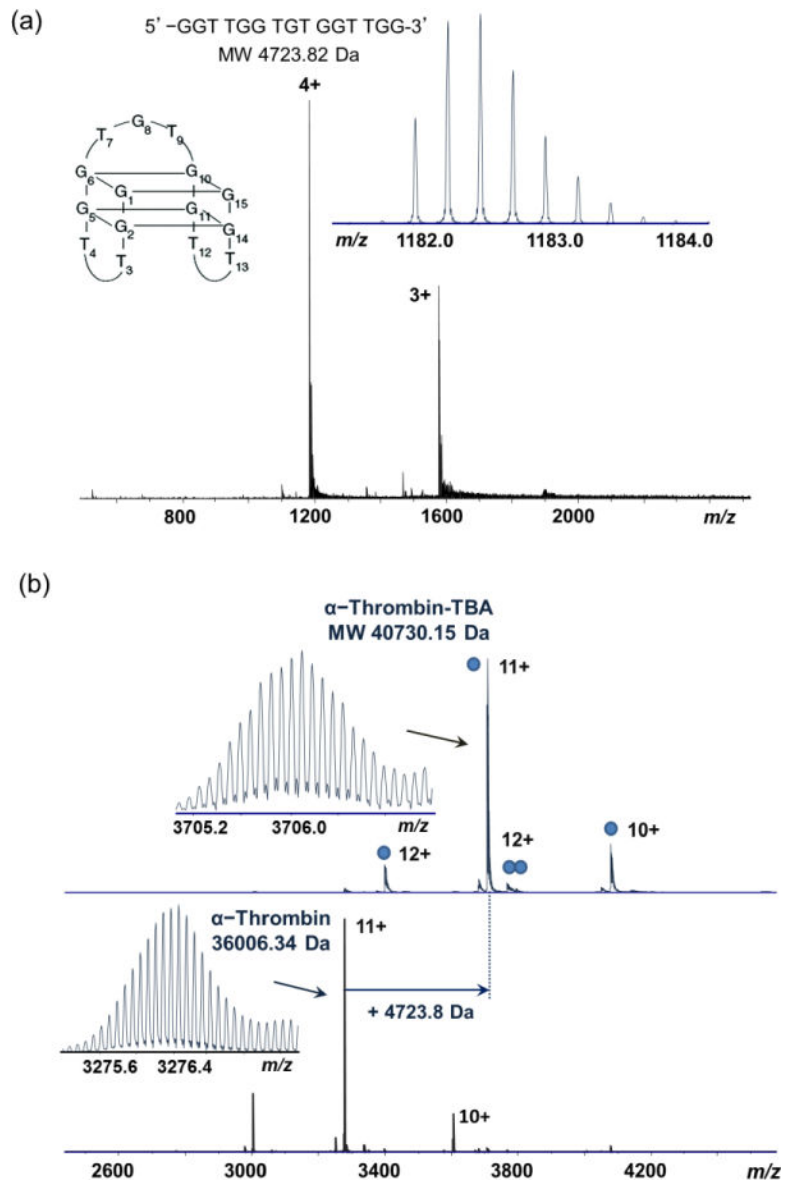 (a)
5' −GGT TGG TGT GGT TGG-3'
MW 4723.82 Da
4+
T7 G8 T9
G6 G10
G1 G15
G5 G11
G2 G14
T4 T3 T12 T13
m/z 1182.0 1183.0 1184.0
3+
800 1200 1600 2000 m/z
(b)
α−Thrombin-TBA
MW 40730.15 Da
11+
3705.2 3706.0 m/z
12+ 12+ 10+
α−Thrombin
36006.34 Da
11+
+ 4723.8 Da
3275.6 3276.4 m/z
10+
2600 3000 3400 3800 4200 m/z